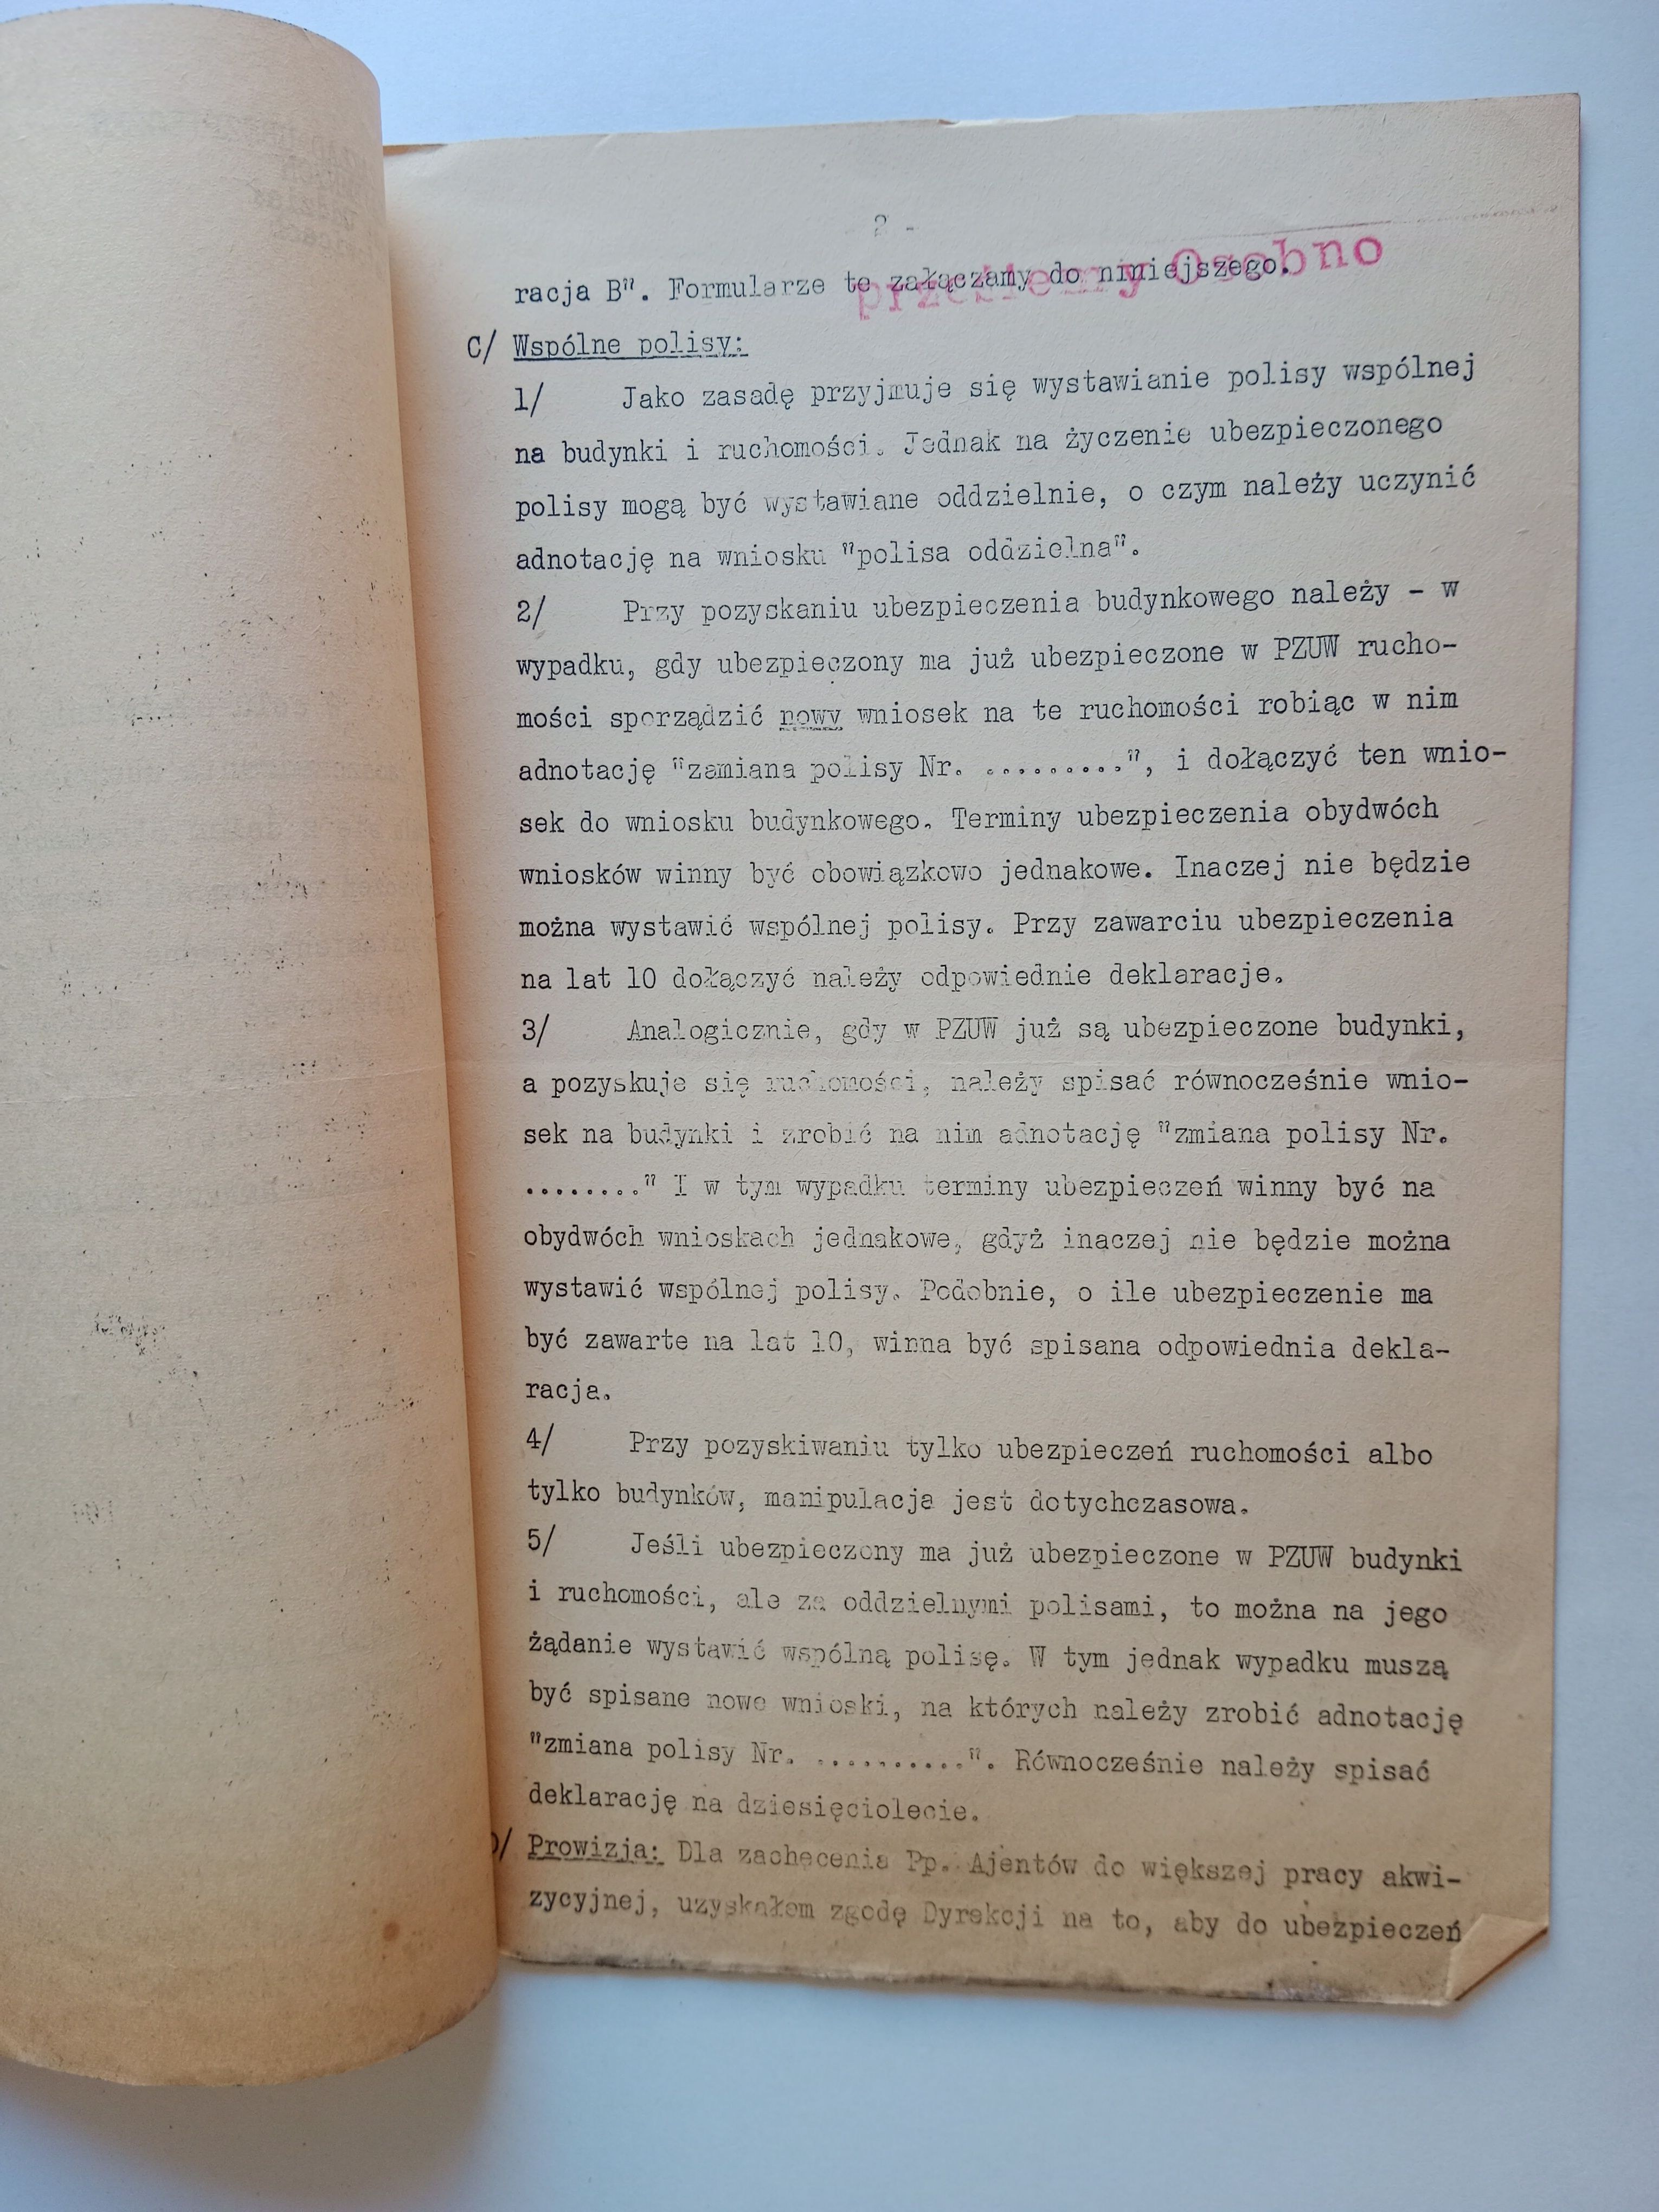 2 -
racja B". Formularze te załączamy do niniejszego.
prześlemy Osobno
C/ Wspólne polisy:
1/ Jako zasadę przyjmuje się wystawianie polisy wspólnej
na budynki i ruchomości. Jednak na życzenie ubezpieczonego
polisy mogą być wystawiane oddzielnie, o czym należy uczynić
adnotację na wniosku "polisa oddzielna".
2/ Przy pozyskaniu ubezpieczenia budynkowego należy - w
wypadku, gdy ubezpieczony ma już ubezpieczone w PZUW rucho-
mości sporządzić nowy wniosek na te ruchomości robiąc w nim
adnotację "zamiana polisy Nr. .........", i dołączyć ten wnio-
sek do wniosku budynkowego. Terminy ubezpieczenia obydwóch
wniosków winny być obowiązkowo jednakowe. Inaczej nie będzie
można wystawić wspólnej polisy. Przy zawarciu ubezpieczenia
na lat 10 dołączyć należy odpowiednie deklaracje.
3/ Analogicznie, gdy w PZUW już są ubezpieczone budynki,
a pozyskuje się ruchomości, należy spisać równocześnie wnio-
sek na budynki i zrobić na nim adnotację "zmiana polisy Nr.
........" I w tym wypadku terminy ubezpieczeń winny być na
obydwóch wnioskach jednakowe, gdyż inaczej nie będzie można
wystawić wspólnej polisy. Podobnie, o ile ubezpieczenie ma
być zawarte na lat 10, winna być spisana odpowiednia dekla-
racja.
4/ Przy pozyskiwaniu tylko ubezpieczeń ruchomości albo
tylko budynków, manipulacja jest dotychczasowa.
5/ Jeśli ubezpieczony ma już ubezpieczone w PZUW budynki
i ruchomości, ale za oddzielnymi polisami, to można na jego
żądanie wystawić wspólną polisę. W tym jednak wypadku muszą
być spisane nowe wnioski, na których należy zrobić adnotację
"zmiana polisy Nr. ..........". Równocześnie należy spisać
deklarację na dziesięciolecie.
D/ Prowizja: Dla zachęcenia Pp. Ajentów do większej pracy akwi-
zycyjnej, uzyskałem zgodę Dyrekcji na to, aby do ubezpieczeń